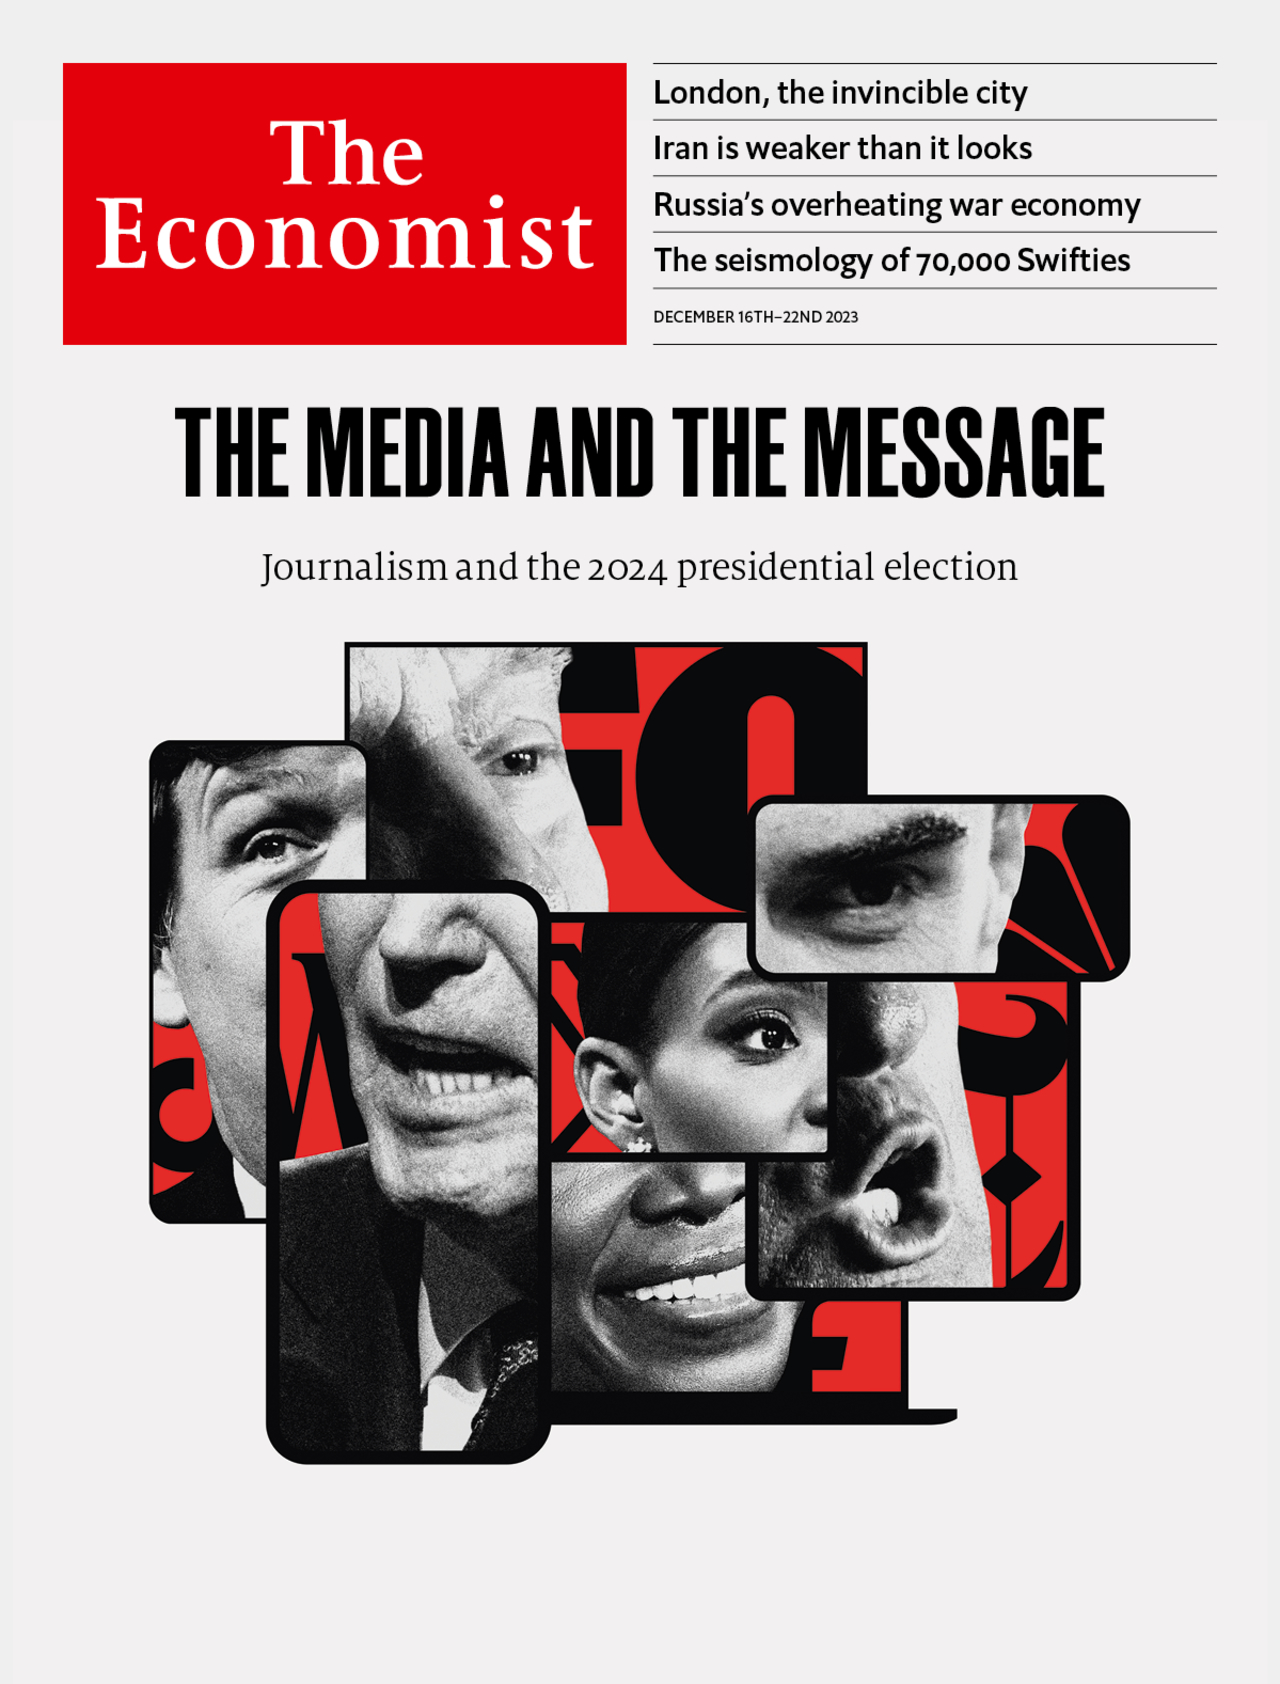 The
Economist
London, the invincible city
Iran is weaker than it looks
Russia’s overheating war economy
The seismology of 70,000 Swifties
DECEMBER 16TH–22ND 2023
THE MEDIA AND THE MESSAGE
Journalism and the 2024 presidential election